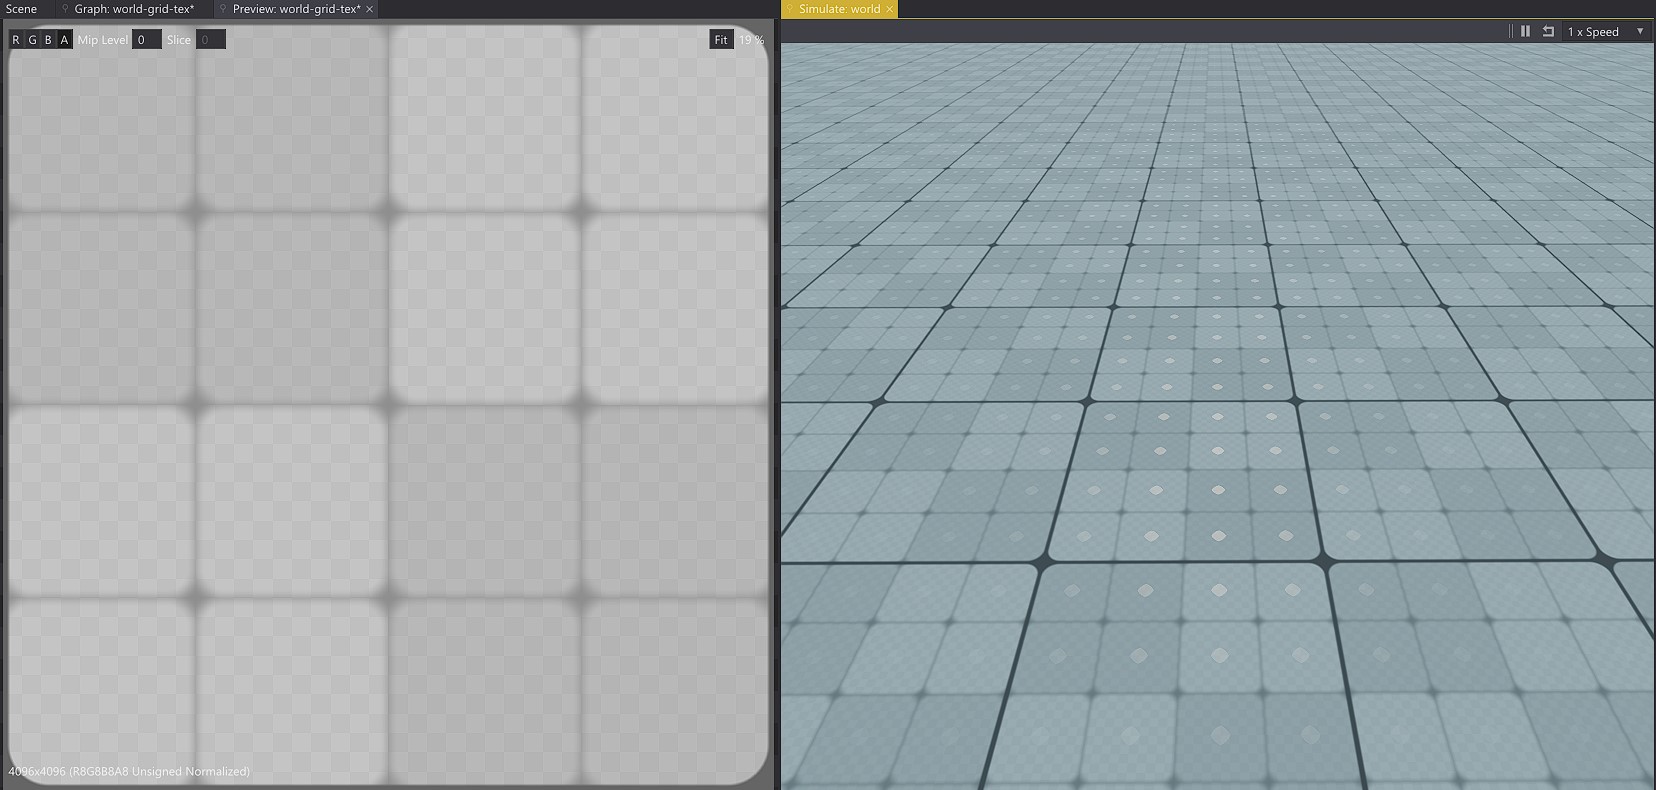 Scene
Graph: world-grid-tex*
Preview: world-grid-tex* ×
Simulate: world ×
R G B A Mip Level 0 Slice 0
Fit 19 %
1 x Speed
4096x4096 (R8G8B8A8 Unsigned Normalized)